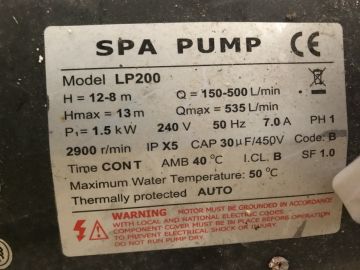 SPA PUMP CE
Model LP200
H = 12-8 m Q = 150-500 L/min
Hmax = 13 m Qmax = 535 L/min
P₁ = 1.5 kW 240 V 50 Hz 7.0 A PH 1
2900 r/min IP X5 CAP 30μF/450V Code: B
Time CONT AMB 40 °C I.CL. B SF 1.0
Maximum Water Temperature: 50 °C
Thermally protected AUTO
WARNING MOTOR MUST BE GROUNDED IN ACCORDANCE
WITH LOCAL AND NATIONAL ELECTRIC CODES
COMPONENT COVER MUST BE IN PLACE BEFORE OPERATION
TO PREVENT ELECTRICAL SHOCK OR INJURY
DO NOT RUN PUMP DRY.